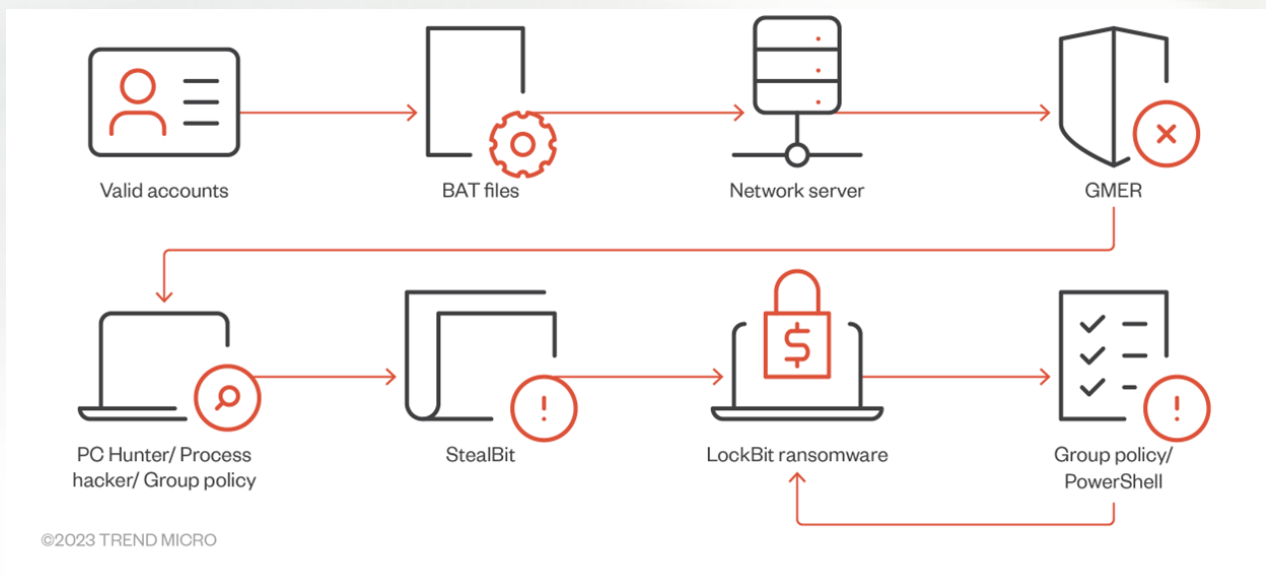 Valid accounts
BAT files
Network server
GMER
PC Hunter/ Process
hacker/ Group policy
StealBit
$
LockBit ransomware
Group policy/
PowerShell
©2023 TREND MICRO